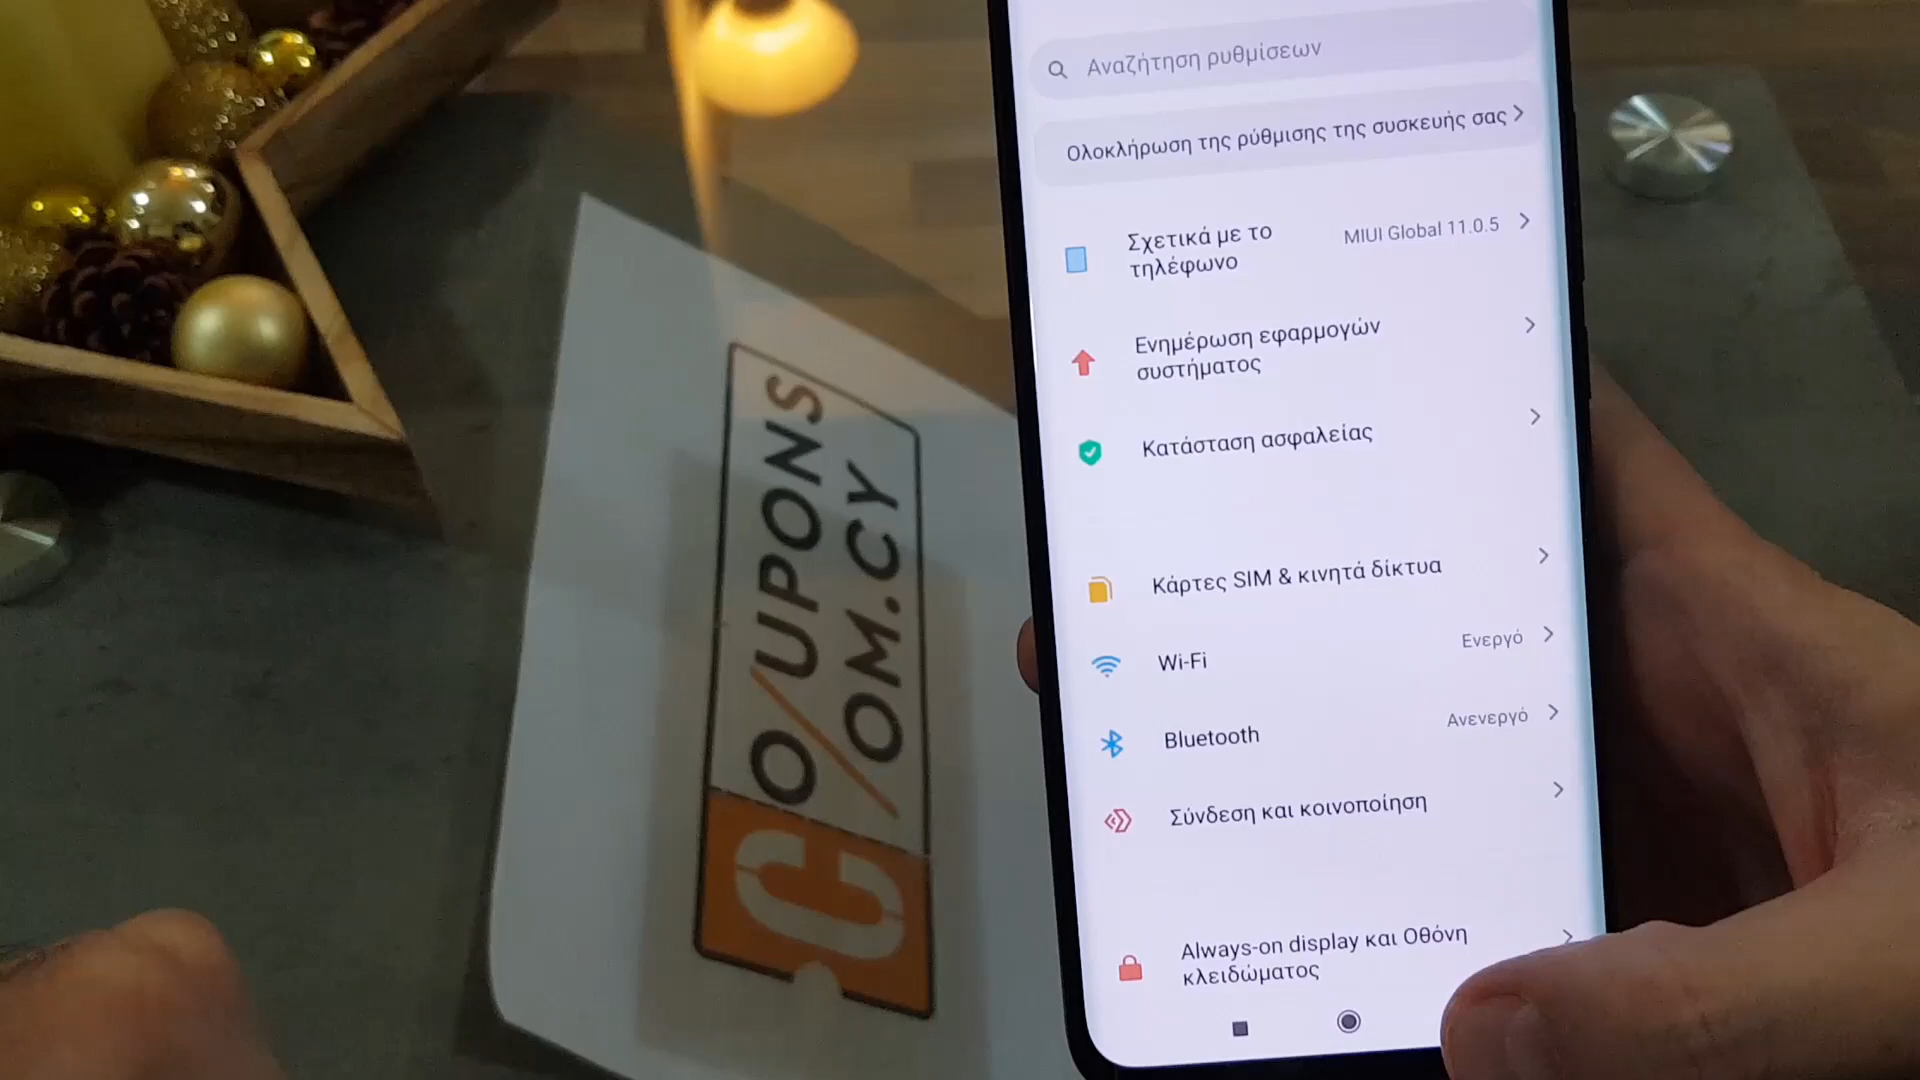 Αναζήτηση ρυθμίσεων
Ολοκλήρωση της ρύθμισης της συσκευής σας
Σχετικά με το
τηλέφωνο
MIUI Global 11.0.5
Ενημέρωση εφαρμογών
συστήματος
Κατάσταση ασφαλείας
Κάρτες SIM & κινητά δίκτυα
Wi-Fi
Ενεργό
Bluetooth
Ανενεργό
Σύνδεση και κοινοποίηση
Always-on display και Οθόνη
κλειδώματος
C O/UPONS
/OM.CY